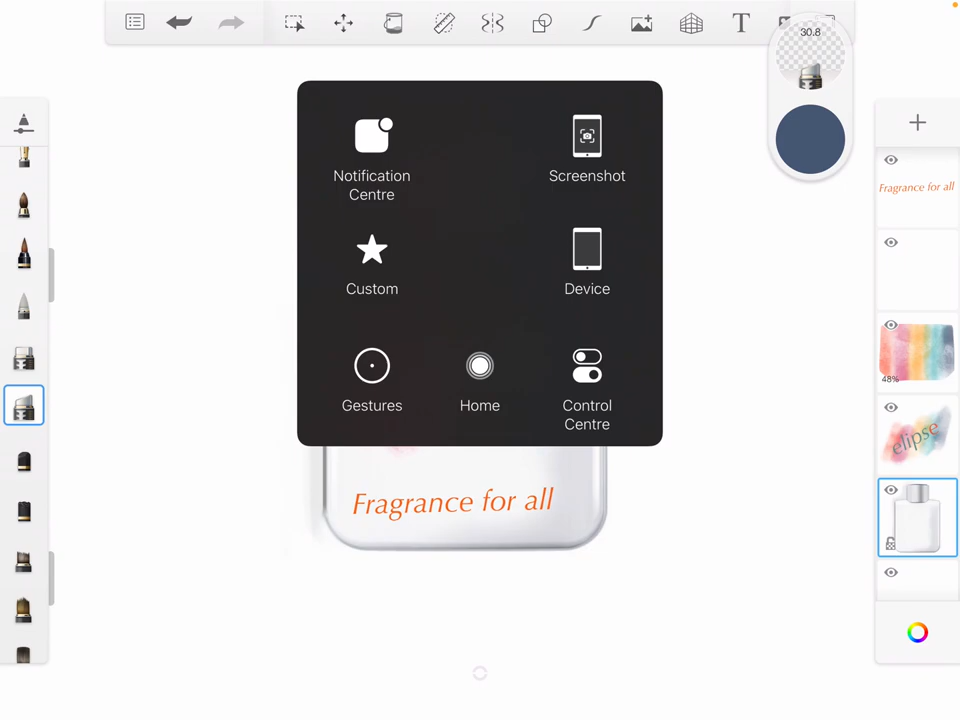 30.8
Notification
Centre
Screenshot
Custom
Device
Gestures
Home
Control
Centre
Fragrance for all
T
Fragrance for all
48%
elipse